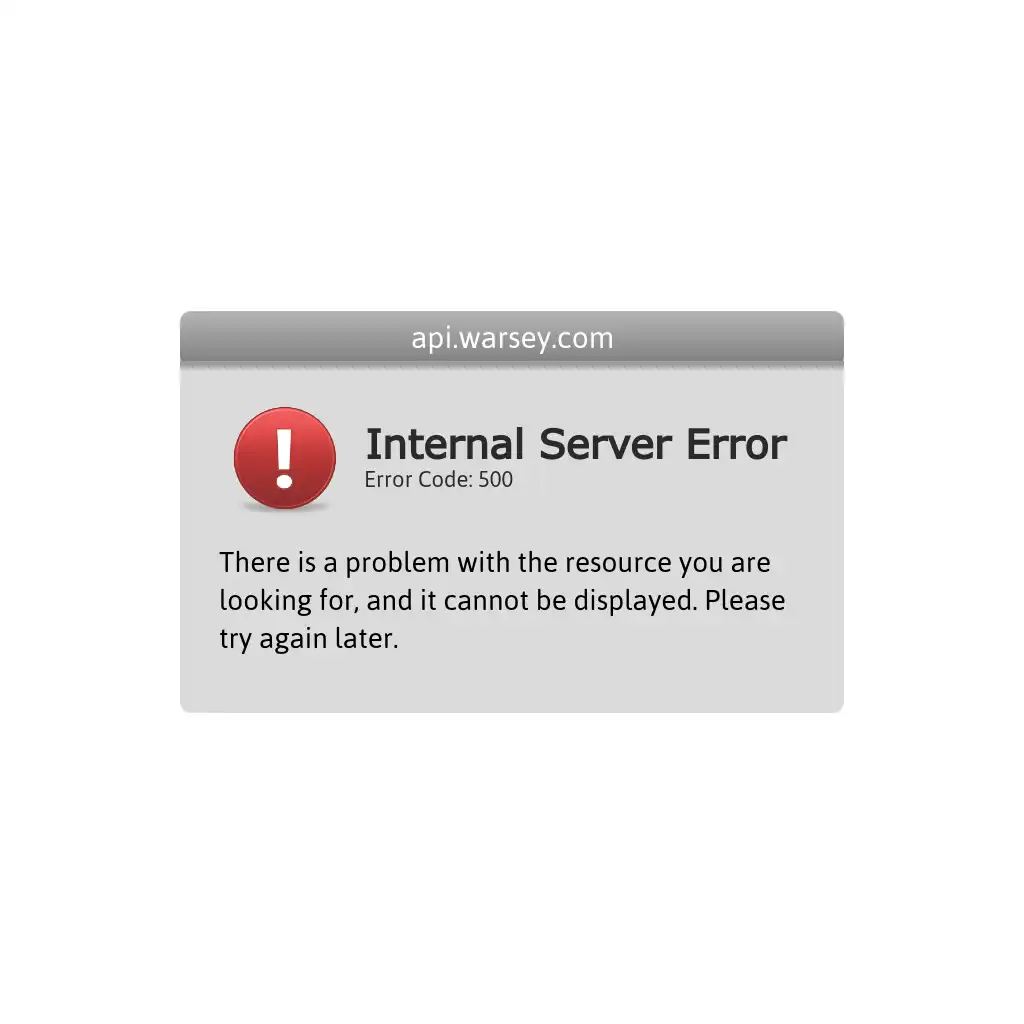 api.warsey.com
Internal Server Error
Error Code: 500
There is a problem with the resource you are
looking for, and it cannot be displayed. Please
try again later.